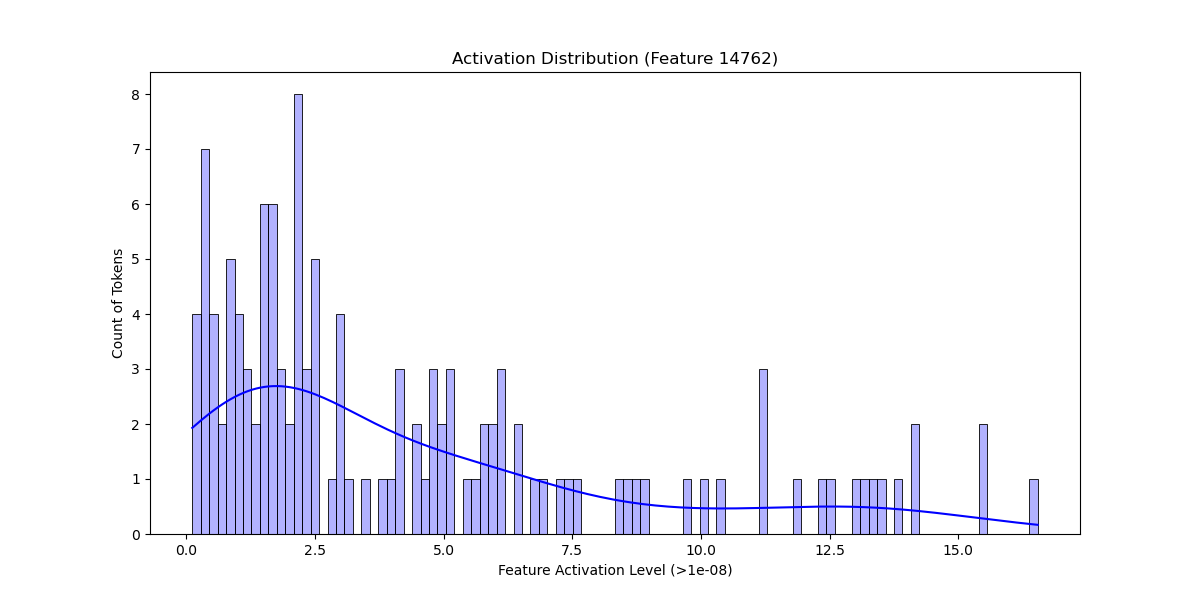 Activation Distribution (Feature 14762)
Count of Tokens
8
7
6
5
4
3
2
1
0
0.0 2.5 5.0 7.5 10.0 12.5 15.0
Feature Activation Level (>1e-08)